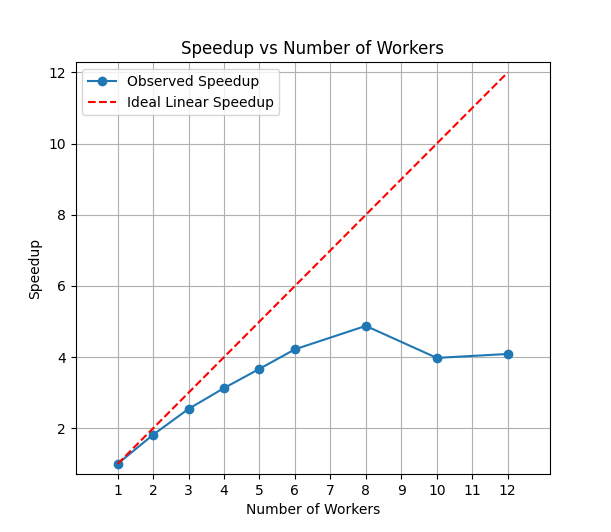 Speedup vs Number of Workers
Observed Speedup
Ideal Linear Speedup
12
10
8
6
4
2
Speedup
1 2 3 4 5 6 7 8 9 10 11 12
Number of Workers